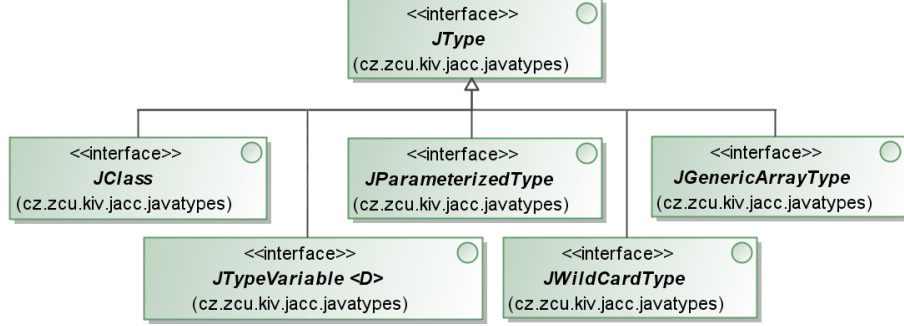 <<interface>>
JType
(cz.zcu.kiv.jacc.javatypes)
<<interface>>
JClass
(cz.zcu.kiv.jacc.javatypes)
<<interface>>
JParameterizedType
(cz.zcu.kiv.jacc.javatypes)
<<interface>>
JGenericArrayType
(cz.zcu.kiv.jacc.javatypes)
<<interface>>
JTypeVariable <D>
(cz.zcu.kiv.jacc.javatypes)
<<interface>>
JWildCardType
(cz.zcu.kiv.jacc.javatypes)